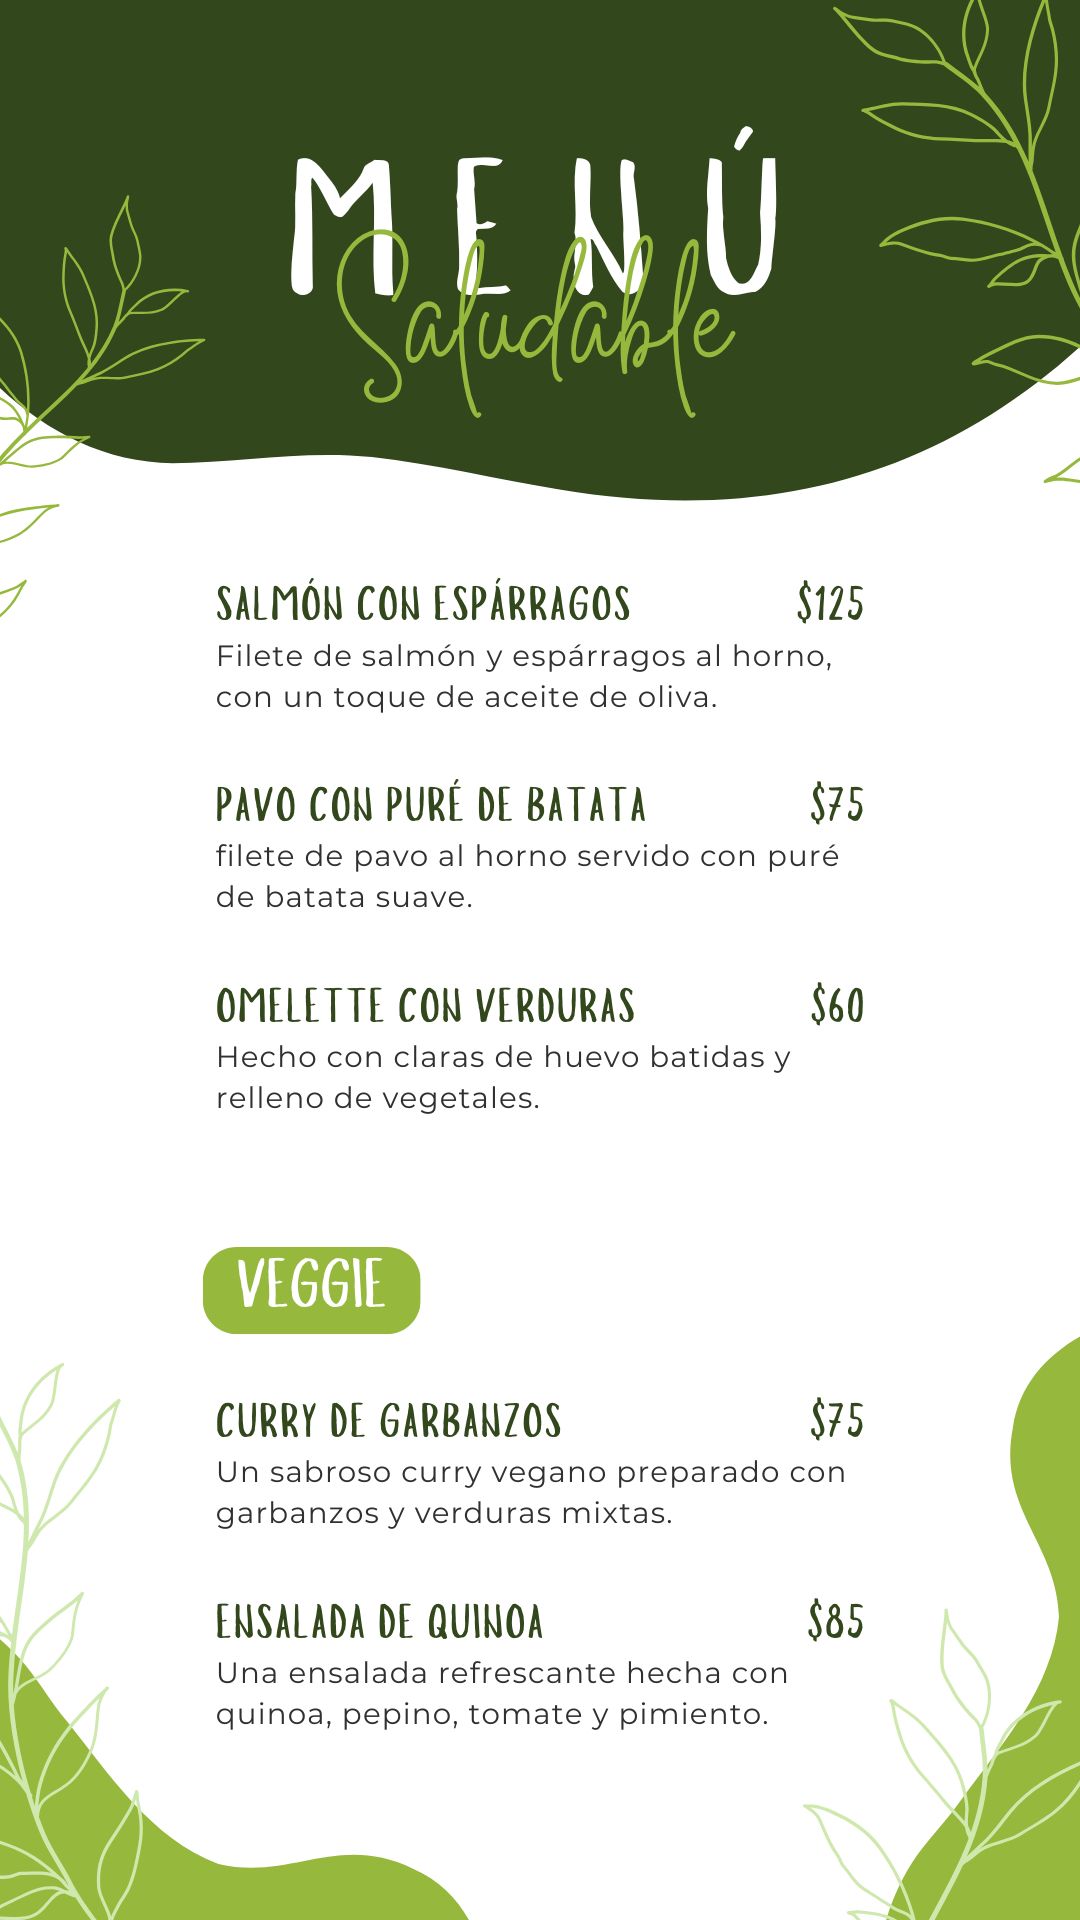 MENÚ
Saludable
SALMÓN CON ESPÁRRAGOS $125
Filete de salmón y espárragos al horno,
con un toque de aceite de oliva.
PAVO CON PURÉ DE BATATA $75
filete de pavo al horno servido con puré
de batata suave.
OMELETTE CON VERDURAS $60
Hecho con claras de huevo batidas y
relleno de vegetales.
VEGGIE
CURRY DE GARBANZOS $75
Un sabroso curry vegano preparado con
garbanzos y verduras mixtas.
ENSALADA DE QUINOA $85
Una ensalada refrescante hecha con
quinoa, pepino, tomate y pimiento.